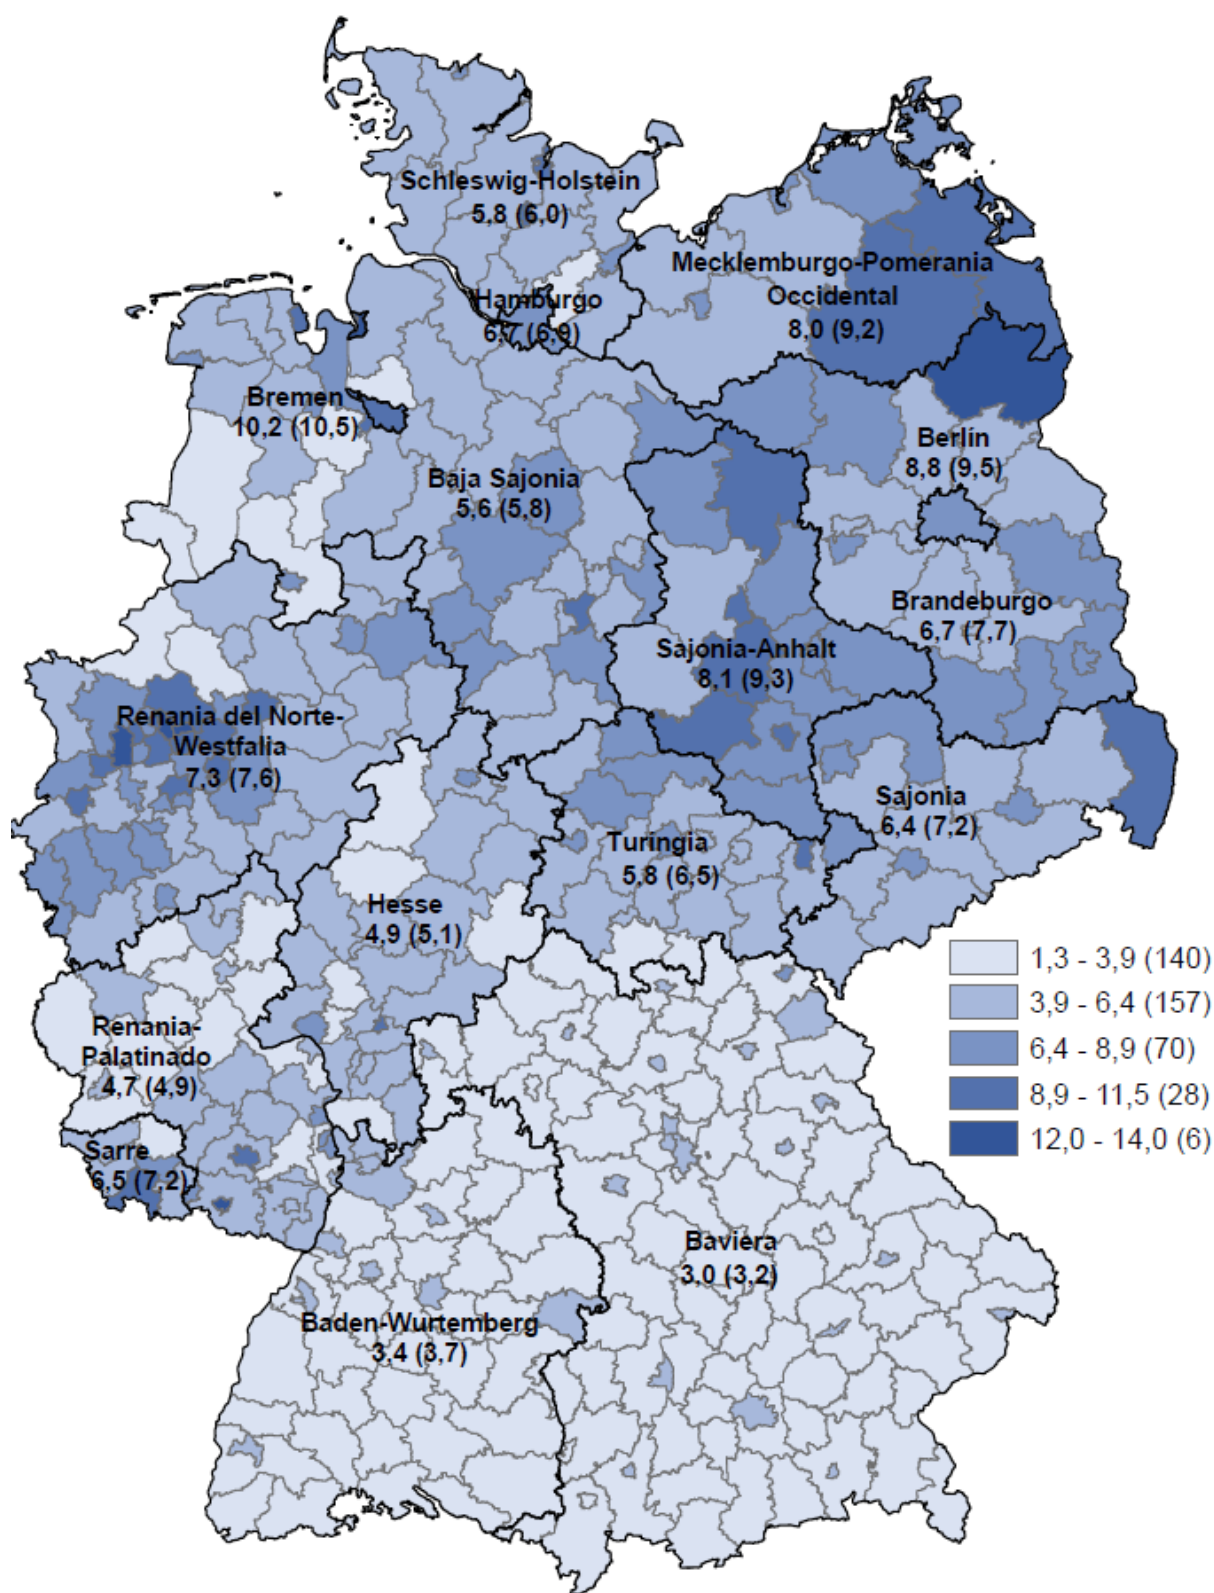 Schleswig-Holstein
5,8 (6,0)
Mecklemburgo-Pomerania
Occidental
8,0 (9,2)
Hamburgo
6,7 (6,9)
Bremen
10,2 (10,5)
Berlín
8,8 (9,5)
Baja Sajonia
5,6 (5,8)
Brandeburgo
6,7 (7,7)
Sajonia-Anhalt
8,1 (9,3)
Renania del Norte-
Westfalia
7,3 (7,6)
Sajonia
6,4 (7,2)
Turingia
5,8 (6,5)
Hesse
4,9 (5,1)
1,3 - 3,9 (140)
3,9 - 6,4 (157)
6,4 - 8,9 (70)
8,9 - 11,5 (28)
12,0 - 14,0 (6)
Renania-
Palatinado
4,7 (4,9)
Sarre
6,5 (7,2)
Baviera
3,0 (3,2)
Baden-Wurtemberg
3,4 (3,7)